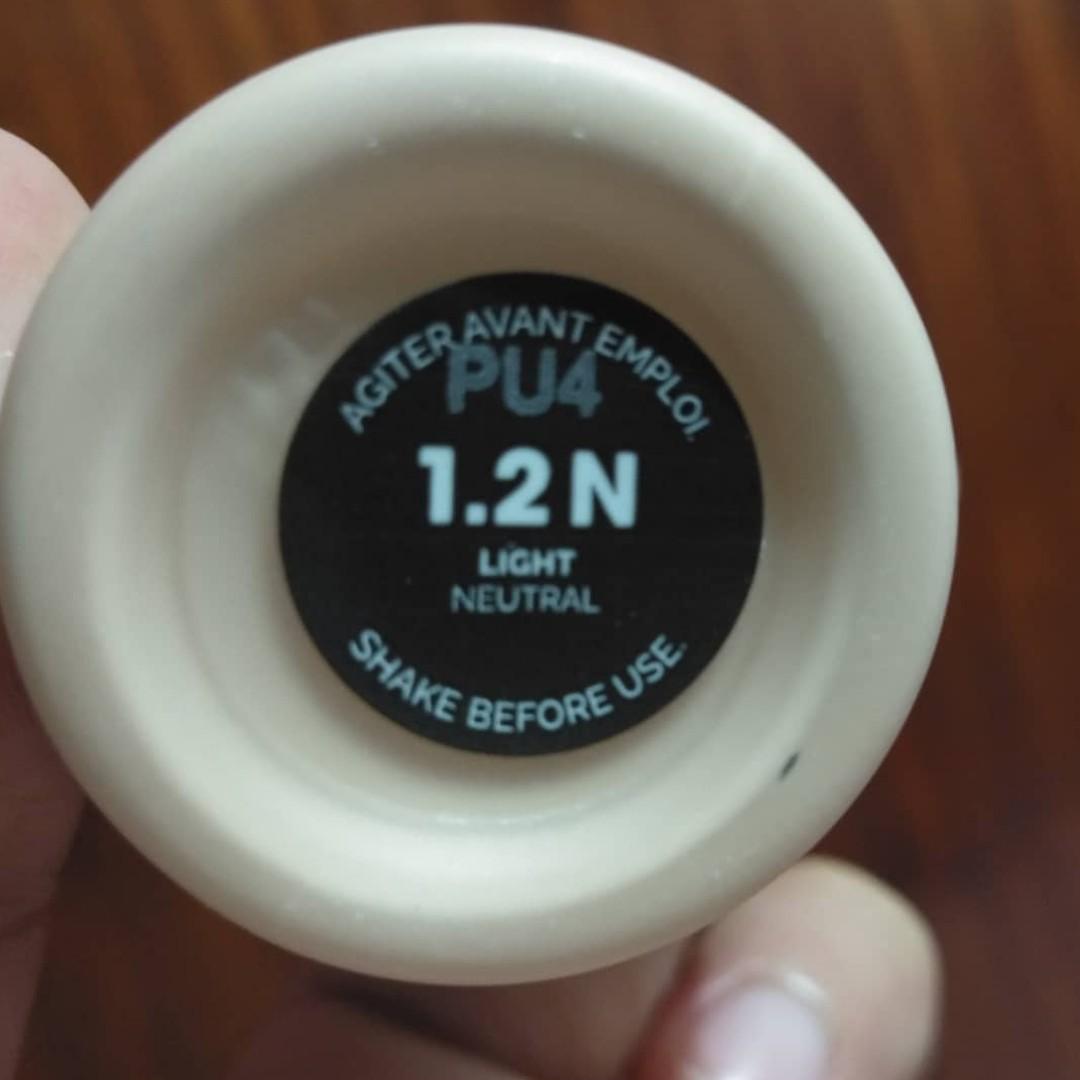 AGITER AVANT EMPLOI.
PU4
1.2 N
LIGHT
NEUTRAL
SHAKE BEFORE USE.